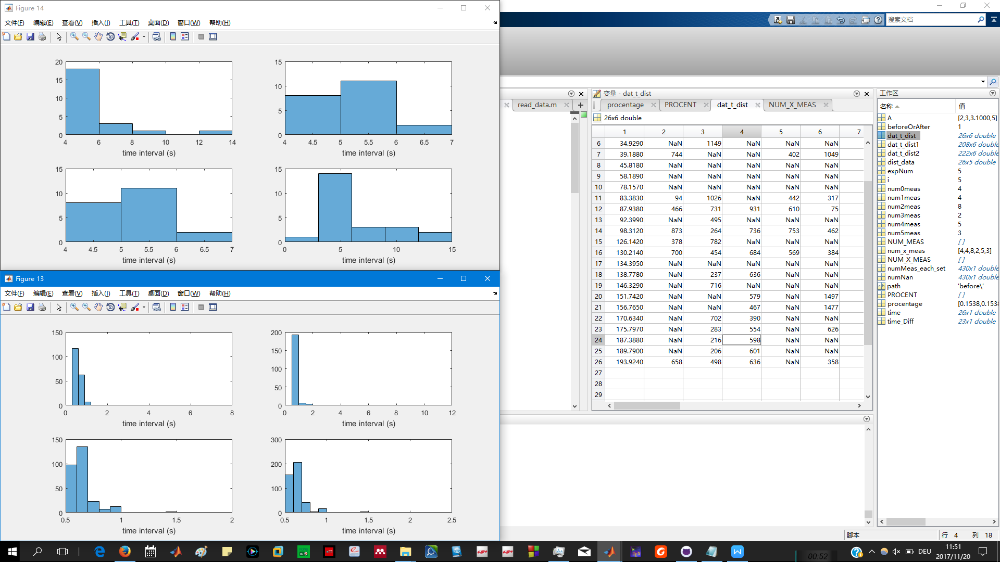 Figure 14
文件(F) 编辑(E) 查看(V) 插入(I) 工具(T) 桌面(D) 窗口(W) 帮助(H)
20
15
10
5
0
4 6 8 10 12 14
time interval (s)
15
10
5
0
4 4.5 5 5.5 6 6.5 7
time interval (s)
15
10
5
0
4 4.5 5 5.5 6 6.5 7
time interval (s)
15
10
5
0
0 5 10 15
time interval (s)
Figure 13
文件(F) 编辑(E) 查看(V) 插入(I) 工具(T) 桌面(D) 窗口(W) 帮助(H)
150
100
50
0
0 2 4 6 8
time interval (s)
200
150
100
50
0
0 2 4 6 8 10 12
time interval (s)
150
100
50
0
0.5 1 1.5 2
time interval (s)
300
200
100
0
0.5 1 1.5 2 2.5
time interval (s)
搜索文档
read_data.m
变量 - dat_t_dist
procentage PROCENT dat_t_dist NUM_X_MEAS
26x6 double
1 2 3 4 5 6 7
6 34.9290 NaN 1149 NaN NaN NaN
7 39.1880 744 NaN NaN 402 1049
8 45.8180 NaN NaN NaN NaN NaN
9 58.1890 NaN NaN NaN NaN NaN
10 78.1570 NaN NaN NaN NaN NaN
11 83.3830 94 1026 NaN 442 317
12 87.9380 466 731 931 610 75
13 92.3990 NaN 495 NaN NaN NaN
14 98.3120 873 264 736 753 462
15 126.1420 378 782 NaN NaN NaN
16 130.2140 700 454 684 569 384
17 134.3950 NaN NaN NaN NaN NaN
18 138.7780 NaN 237 636 NaN NaN
19 146.3290 NaN 716 NaN NaN NaN
20 151.7420 NaN NaN 579 NaN 1497
21 156.7650 NaN NaN 467 NaN 1477
22 170.6340 NaN 702 390 NaN NaN
23 175.7970 NaN 283 554 NaN 626
24 187.3880 NaN 216 598 NaN NaN
25 189.7900 NaN 206 601 NaN NaN
26 193.9240 658 498 636 NaN 358
27
28
29
工作区
名称 值
A [2,3,3.1000,5]
beforeOrAfter 1
dat_t_dist 26x6 double
dat_t_dist1 208x6 double
dat_t_dist2 222x6 double
dist_data 26x5 double
expNum 5
i 5
num0meas 4
num1meas 4
num2meas 8
num3meas 2
num4meas 5
num5meas 3
NUM_MEAS [ ]
num_x_meas [4,4,8,2,5,3]
NUM_X_MEAS [ ]
numMeas_each_set 430x1 double
numNan 430x1 double
path 'before\'
PROCENT [ ]
procentage [0.1538,0.1538
time 26x1 double
time_Diff 23x1 double
脚本 行 4 列 18
00:52
DEU
11:51
2017/11/20